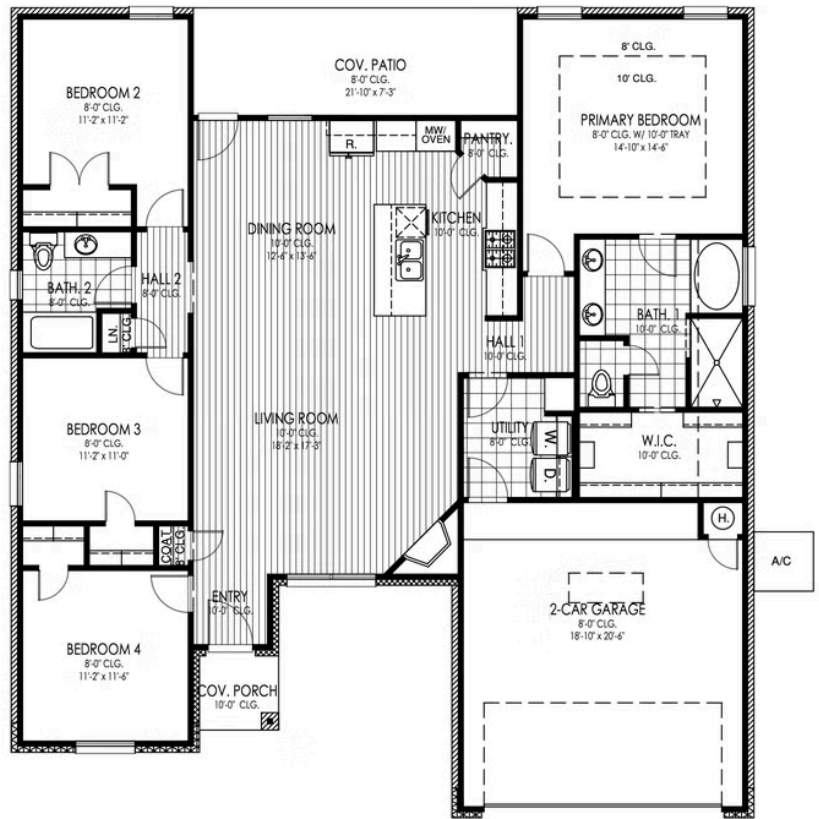 COV. PATIO
8'-0" CLG.
21'-10" x 7'-3"
8' CLG.
10' CLG.
PRIMARY BEDROOM
8'-0" CLG. W/ 10'-0" TRAY
14'-10" x 14'-6"
BEDROOM 2
8'-0" CLG.
11'-2" x 11'-2"
R.
MW/
OVEN
PANTRY.
8'-0" CLG.
DINING ROOM
10'-0" CLG.
12'-6" x 13'-6"
KITCHEN
10'-0" CLG.
BATH. 2
8'-0" CLG.
HALL 2
8'-0" CLG.
LN.
8' CLG.
HALL 1
10'-0" CLG.
BATH. 1
10'-0" CLG.
BEDROOM 3
8'-0" CLG.
11'-2" x 11'-0"
LIVING ROOM
10'-0" CLG.
18'-2" x 17'-3"
UTILITY
8'-0" CLG.
W.
D.
W.I.C.
10'-0" CLG.
COAT
8' CLG.
H.
A/C
ENTRY
10'-0" CLG.
2-CAR GARAGE
8'-0" CLG.
18'-10" x 20'-6"
BEDROOM 4
8'-0" CLG.
11'-2" x 11'-6"
COV. PORCH
10'-0" CLG.